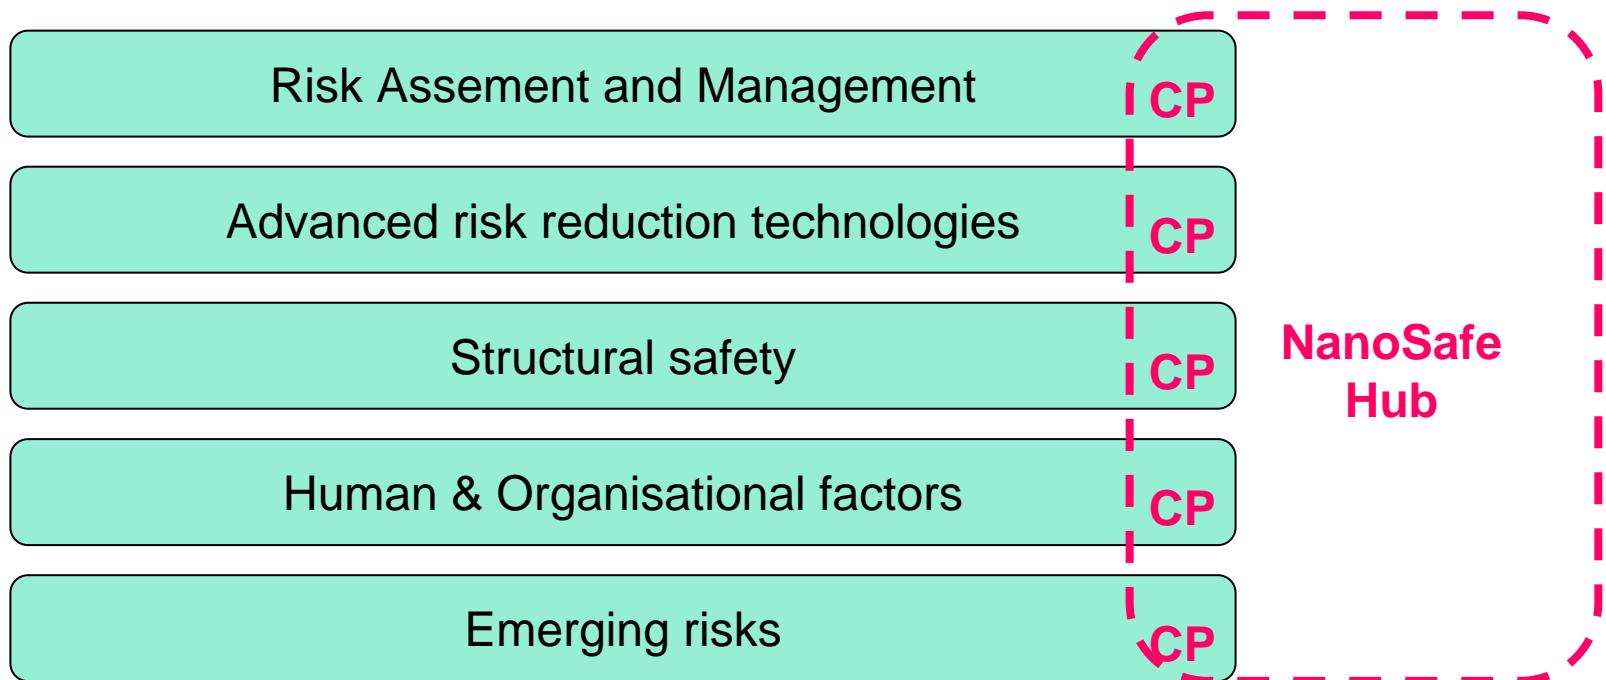 Risk Assement and Management
CP
Advanced risk reduction technologies
CP
Structural safety
CP
NanoSafe
Hub
Human & Organisational factors
CP
Emerging risks
CP